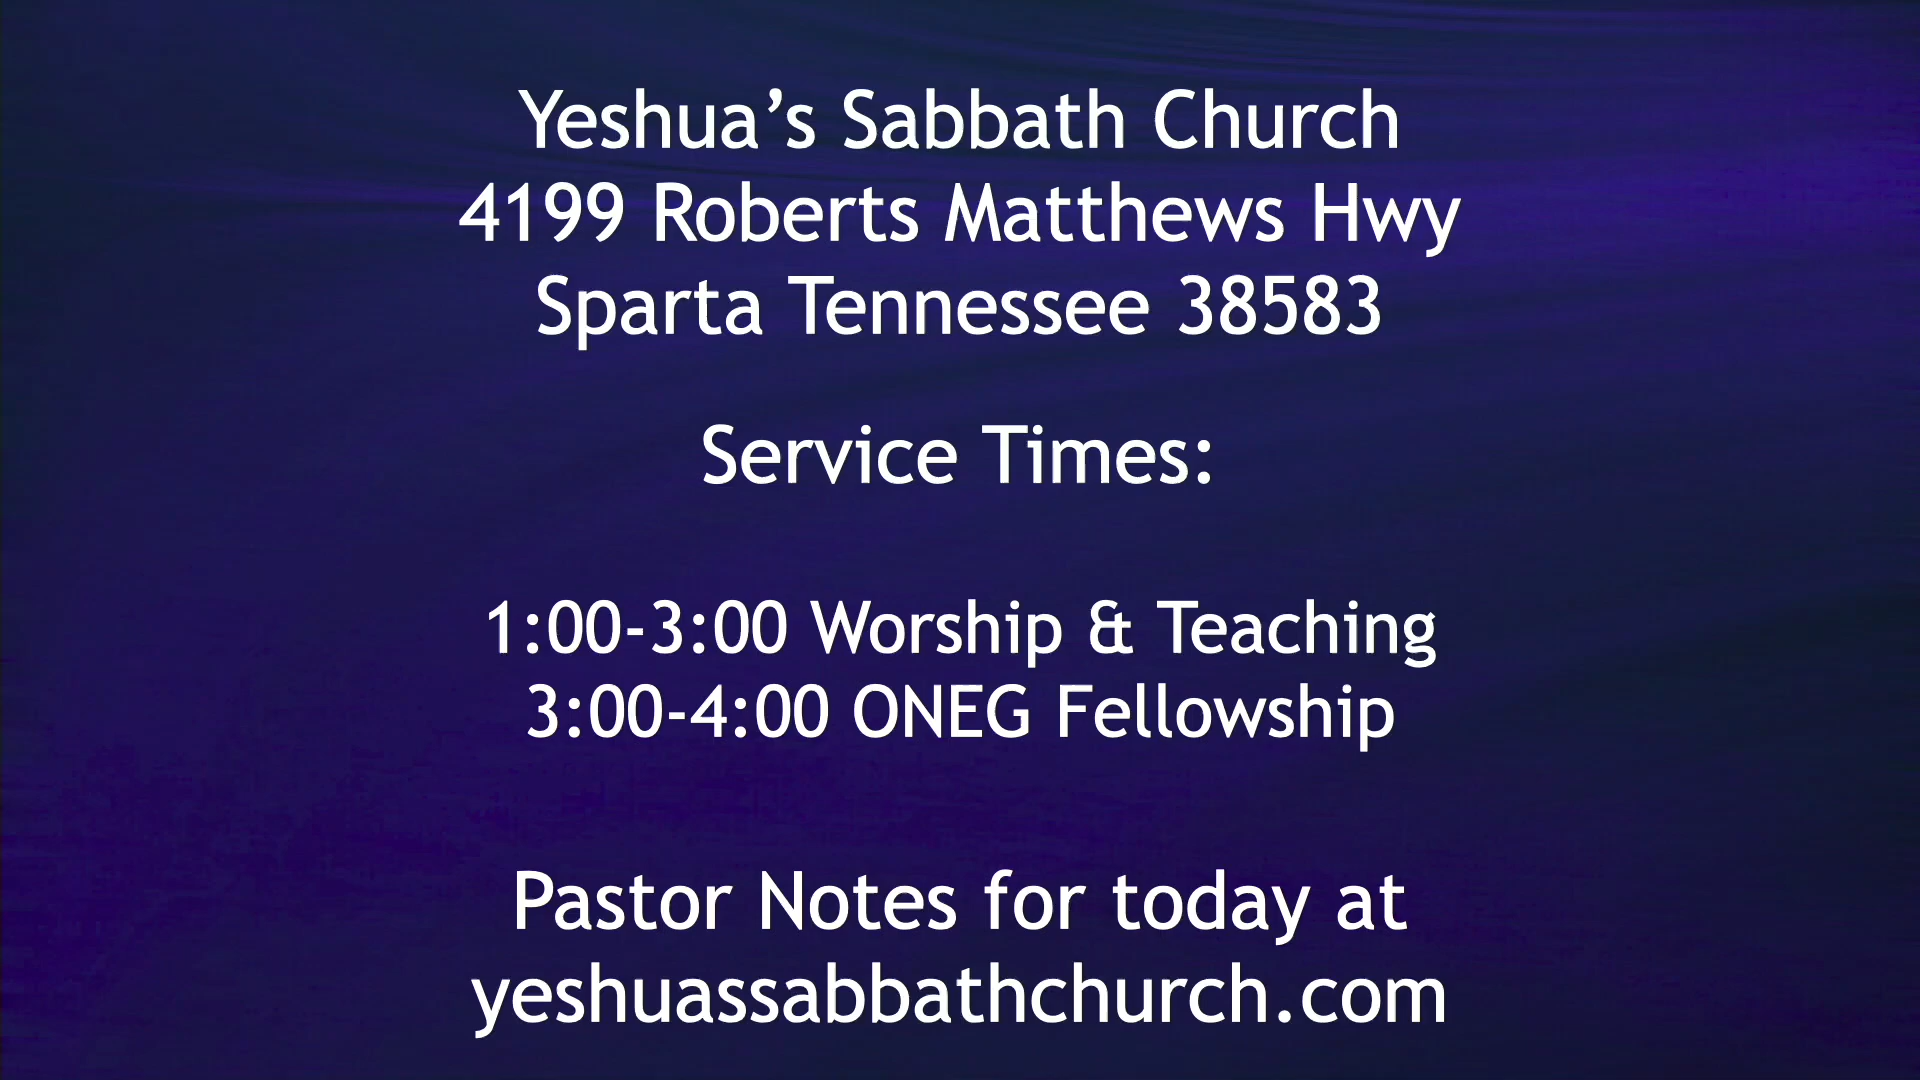 Yeshua’s Sabbath Church
4199 Roberts Matthews Hwy
Sparta Tennessee 38583
Service Times:
1:00-3:00 Worship & Teaching
3:00-4:00 ONEG Fellowship
Pastor Notes for today at
yeshuassabbathchurch.com